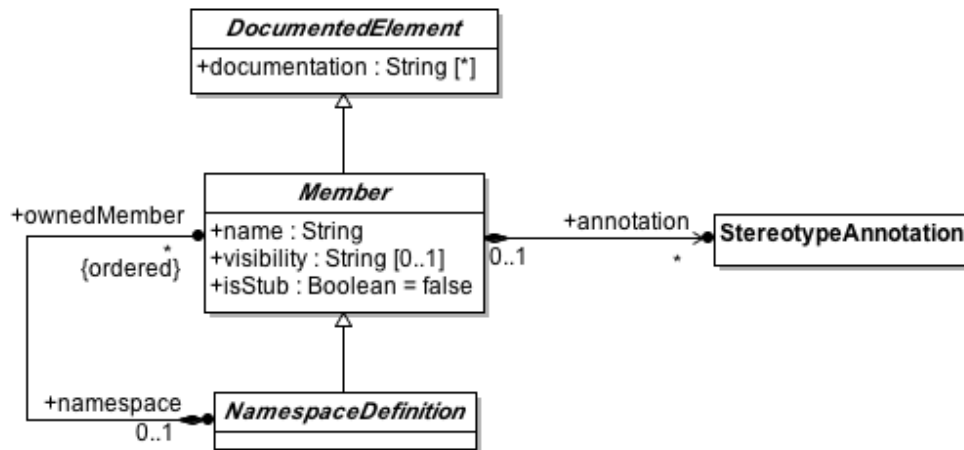 DocumentedElement
+documentation : String [*]
Member
+name : String
+visibility : String [0..1]
+isStub : Boolean = false
+ownedMember
*
{ordered}
+annotation
0..1
*
StereotypeAnnotation
+namespace
0..1
NamespaceDefinition